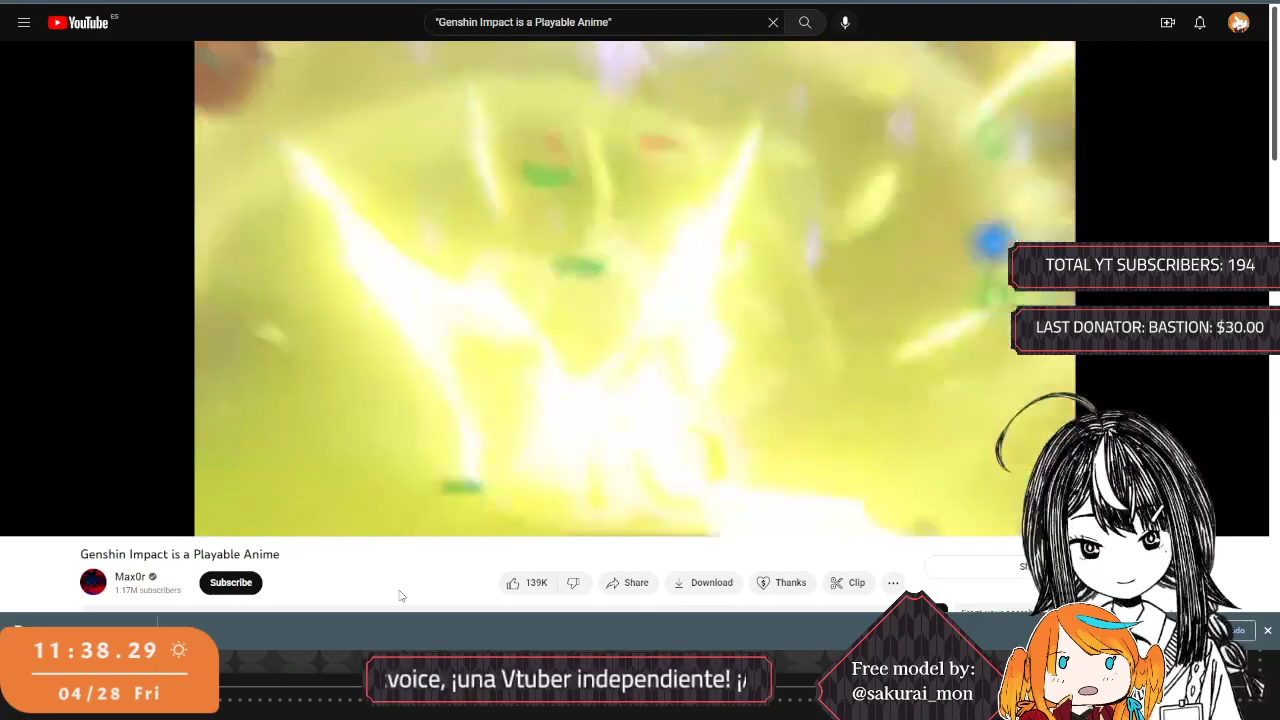 YouTube ES
"Genshin Impact is a Playable Anime"
TOTAL YT SUBSCRIBERS: 194
LAST DONATOR: BASTION: $30.00
Genshin Impact is a Playable Anime
Max0r
1.17M subscribers
Subscribe
139K
Share
Download
Thanks
Clip
11:38.29
04/28 Fri
voice, ¡una Vtuber independiente!
Free model by:
@sakurai_mon